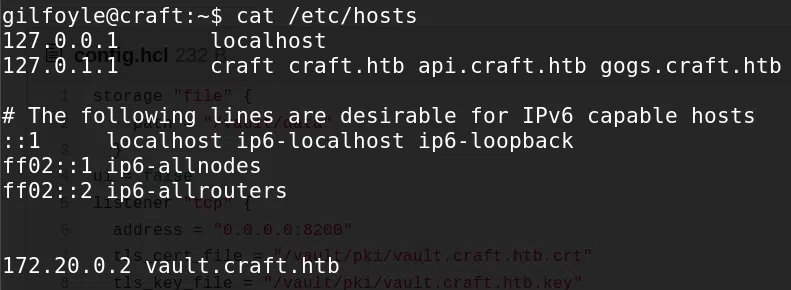 gilfoyle@craft:~$ cat /etc/hosts
127.0.0.1 localhost
config.hcl 232 B
127.0.1.1 craft craft.htb api.craft.htb gogs.craft.htb
1 storage "file" {
# The following lines are desirable for IPv6 capable hosts
::1 localhost ip6-localhost ip6-loopback
ff02::1 ip6-allnodes
ui = false
ff02::2 ip6-allrouters
listener "tcp" {
6 address = "0.0.0.0:8200"
tls_cert_file = "/vault/pki/vault.craft.htb.crt"
172.20.0.2 vault.craft.htb
tls_key_file = "/vault/pki/vault.craft.htb.key"